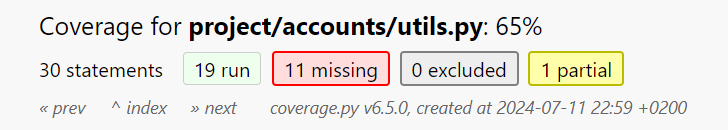 Coverage for project/accounts/utils.py: 65%
30 statements 19 run 11 missing 0 excluded 1 partial
« prev ^ index » next coverage.py v6.5.0, created at 2024-07-11 22:59 +0200